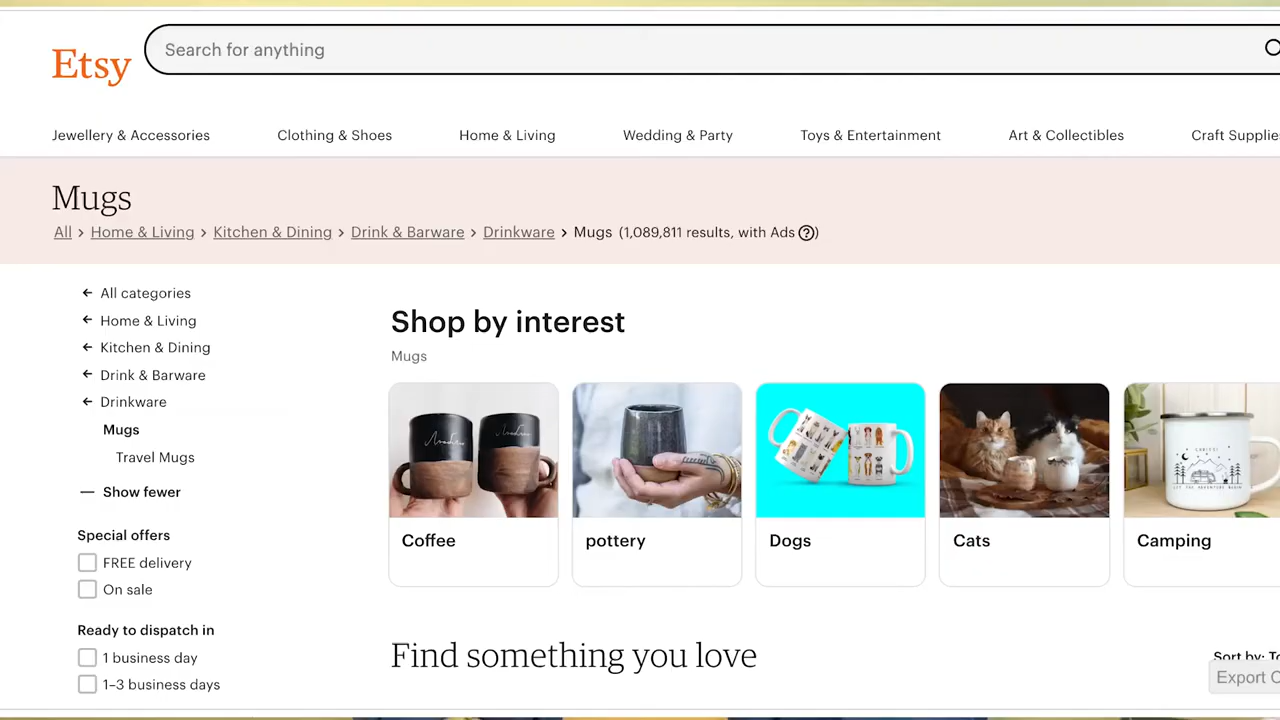 Etsy
Search for anything
Jewellery & Accessories
Clothing & Shoes
Home & Living
Wedding & Party
Toys & Entertainment
Art & Collectibles
Craft Supplie
Mugs
All > Home & Living > Kitchen & Dining > Drink & Barware > Drinkware > Mugs (1,089,811 results, with Ads ?)
← All categories
← Home & Living
← Kitchen & Dining
← Drink & Barware
← Drinkware
Mugs
Travel Mugs
— Show fewer
Special offers
FREE delivery
On sale
Ready to dispatch in
1 business day
1–3 business days
Shop by interest
Mugs
Coffee
pottery
Dogs
Cats
Camping
Find something you love
Sort by: To
Export C